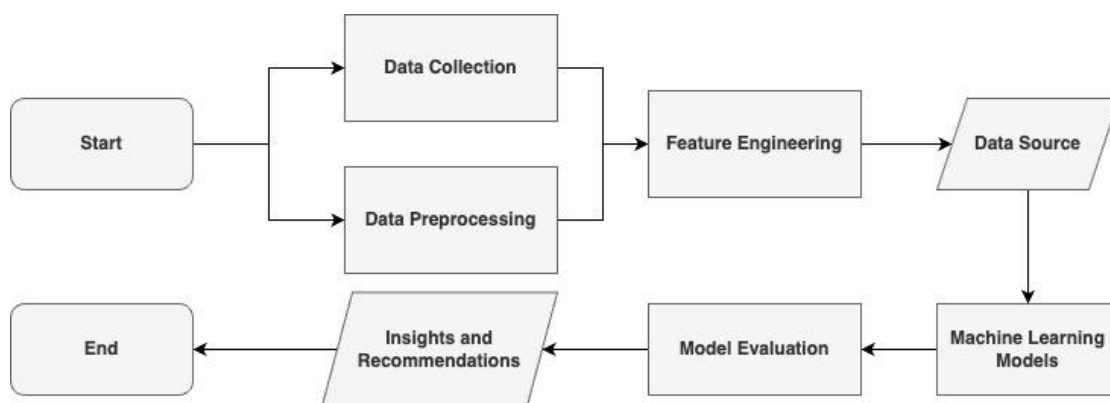 Start
Data Collection
Data Preprocessing
Feature Engineering
Data Source
Machine Learning
Models
Model Evaluation
Insights and
Recommendations
End